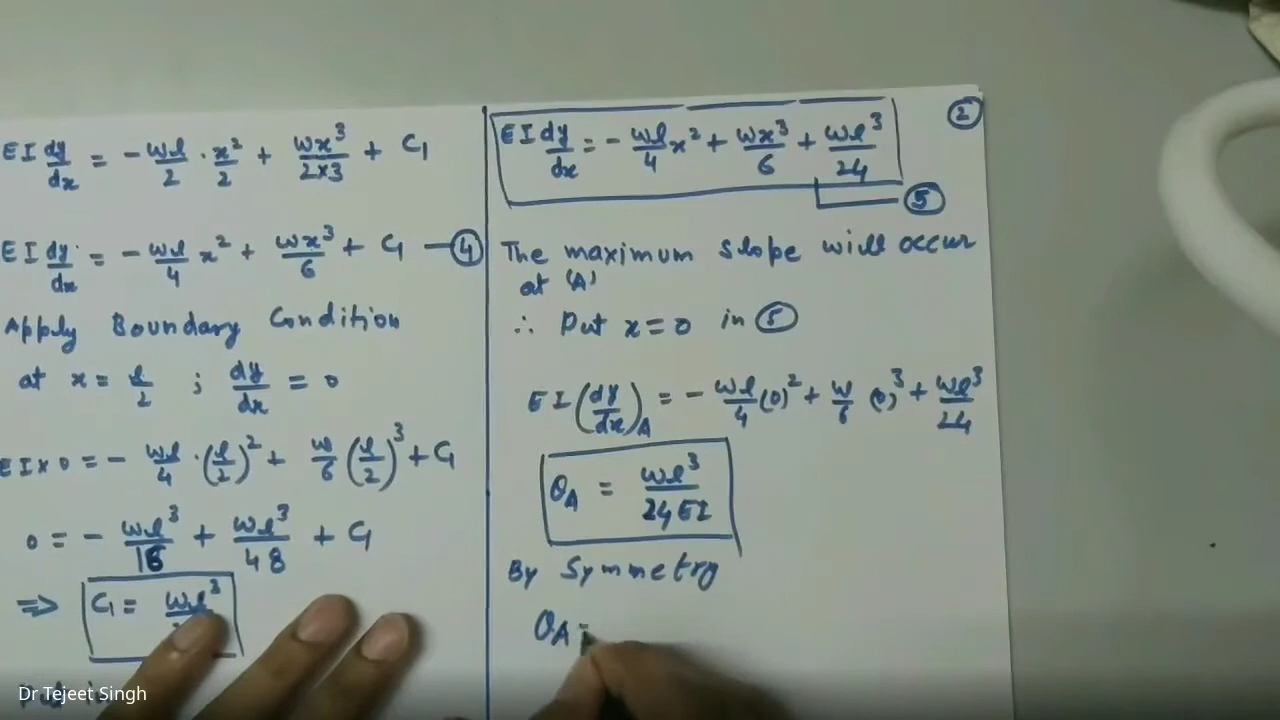 EI dy/dx = - wl/2 . x²/2 + wx³/2×3 + C₁
EI dy/dx = - wl/4 x² + wx³/6 + C₁ — ④
Apply Boundary Condition
at x = l/2 ; dy/dx = 0
EI×0 = - wl/4 . (l/2)² + w/6 (l/2)³ + C₁
0 = - wl³/16 + wl³/48 + C₁
⇒ C₁ = wl³
Put in
②
EI dy/dx = - wl/4 x² + wx³/6 + wl³/24
⑤
The maximum slope will occur
at 'A'
∴ Put x = 0 in ⑤
EI (dy/dx)A = - wl/4 (0)² + w/6 (0)³ + wl³/24
θA = wl³/24EI
By Symmetry
θA =
Dr Tejeet Singh